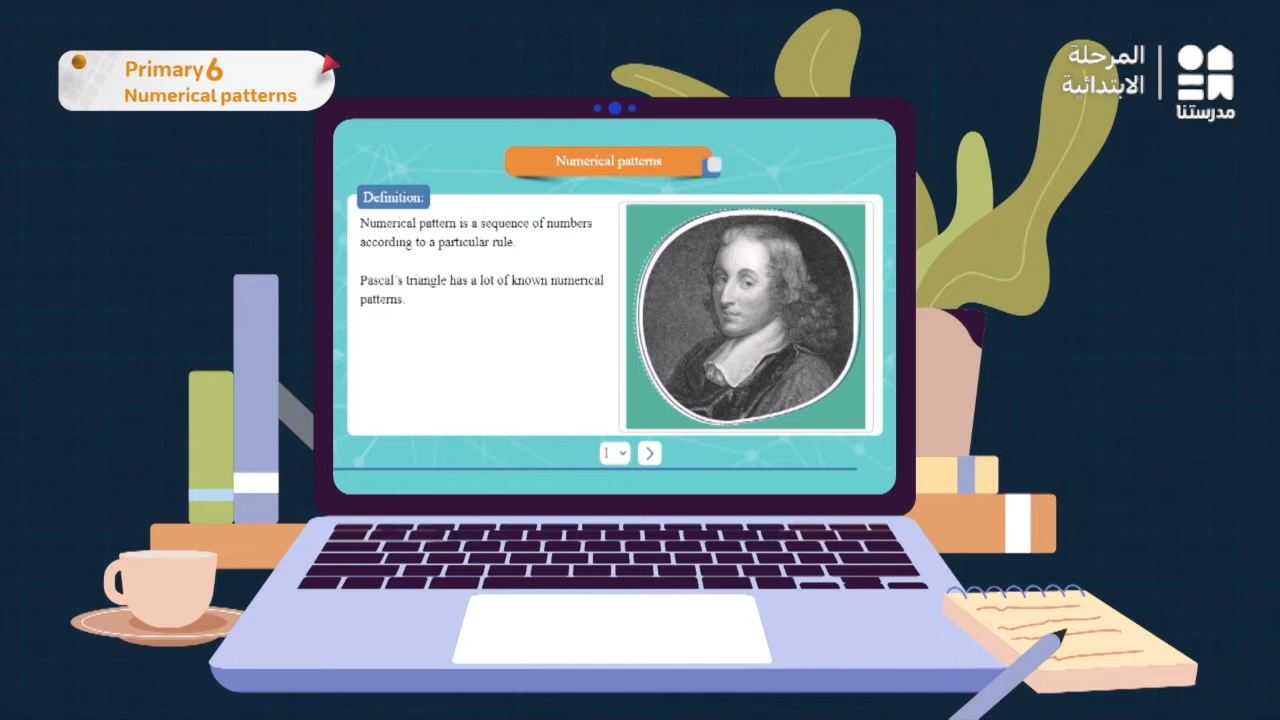 Primary 6
Numerical patterns
المرحلة
الابتدائية
مدرستنا
Numerical patterns
Definition:
Numerical pattern is a sequence of numbers
according to a particular rule.
Pascal's triangle has a lot of known numerical
patterns.
1